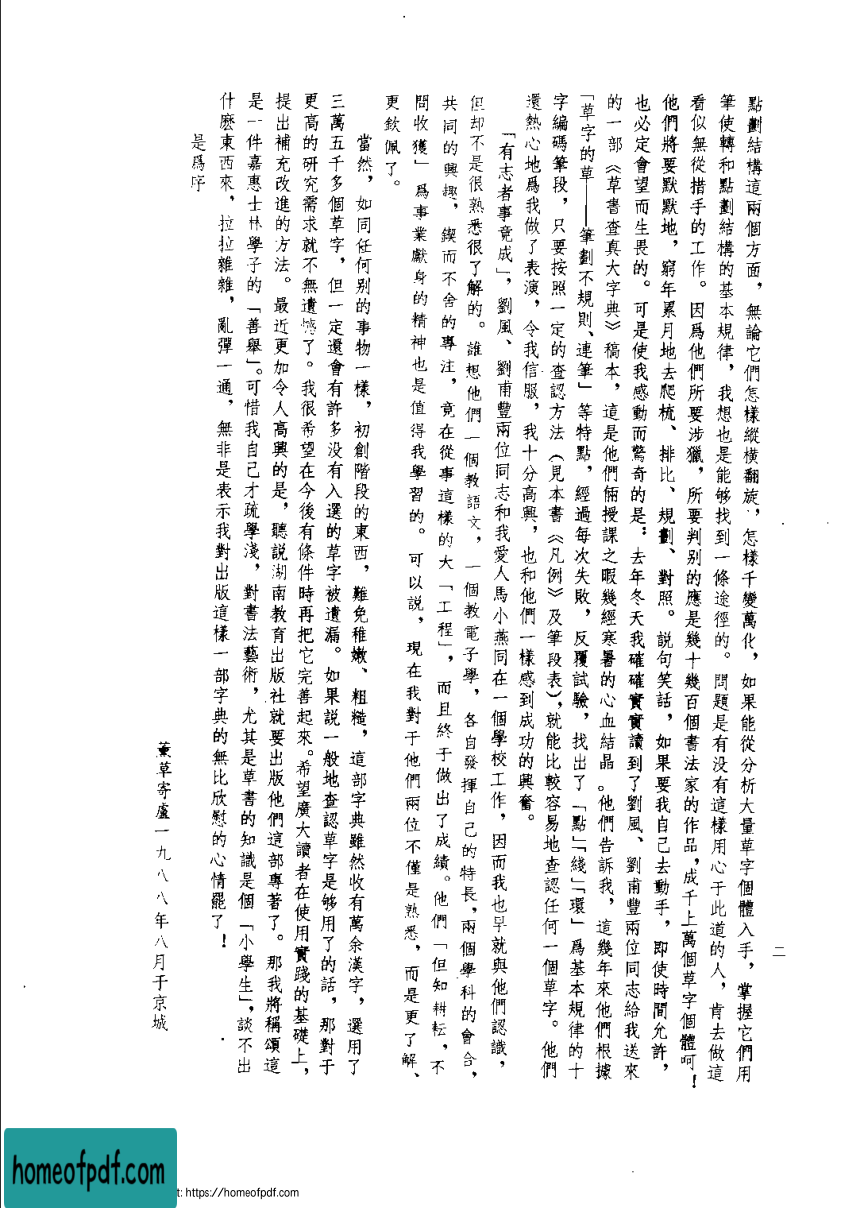 二
點劃結構這兩個方面，無論它們怎樣縱橫翻旋，怎樣千變萬化，如果能從分析大量草字個體入手，掌握它們用
筆使轉和點劃結構的基本規律，我想也是能够找到一條途徑的。問題是有没有這樣用心于此道的人，肯去做這
看似無從措手的工作。因爲他們所要涉獵，所要判别的應是幾十幾百個書法家的作品，成千上萬個草字個體呵！
他們將要默默地，窮年累月地去爬梳、排比、規劃、對照。説句笑話，如果要我自己去動手，即使時間允許，
也必定會望而生畏的。可是使我感動而驚奇的是：去年冬天我確確實實讀到了劉風、劉甫豐兩位同志給我送來
的一部《草書查真大字典》稿本，這是他們倆授課之暇幾經寒暑的心血結晶。他們告訴我，這幾年來他們根據
「草字的草——筆劃不規則、連筆」等特點，經過每次失敗，反覆試驗，找出了「點」「綫」「環」爲基本規律的十
字編碼筆段，只要按照一定的查認方法（見本書《凡例》及筆段表），就能比較容易地查認任何一個草字。他們
還熱心地爲我做了表演，令我信服，我十分高興，也和他們一樣感到成功的興奮。
「有志者事竟成」，劉風、劉甫豐兩位同志和我愛人馬小燕同在一個學校工作，因而我也早就與他們認識，
但却不是很熟悉很了解的。誰想他們一個教語文，一個教電子學，各自發揮自己的特長，兩個學科的會合，
共同的興趣，鍥而不舍的專注，竟在從事這樣的大「工程」，而且終于做出了成績。他們「但知耕耘，不
問收獲」爲事業獻身的精神也是值得我學習的。可以説，現在我對于他們兩位不僅是熟悉，而是更了解、
更欽佩了。
當然，如同任何别的事物一樣，初創階段的東西，難免稚嫩、粗糙，這部字典雖然收有萬余漢字，選用了
三萬五千多個草字，但一定還會有許多没有入選的草字被遺漏。如果説一般地查認草字是够用了的話，那對于
更高的研究需求就不無遺憾了。我很希望在今後有條件時再把它完善起來。希望廣大讀者在使用實踐的基礎上，
提出補充改進的方法。最近更加令人高興的是，聽説湖南教育出版社就要出版他們這部專著了。那我將稱頌這
是一件嘉惠士林學子的「善舉」。可惜我自己才疏學淺，對書法藝術，尤其是草書的知識是個「小學生」，談不出
什麽東西來，拉拉雜雜，亂彈一通，無非是表示我對出版這樣一部字典的無比欣慰的心情罷了！
是爲序
薰草寄廬一九八八年八月于京城
homeofpdf.com
t: https://homeofpdf.com